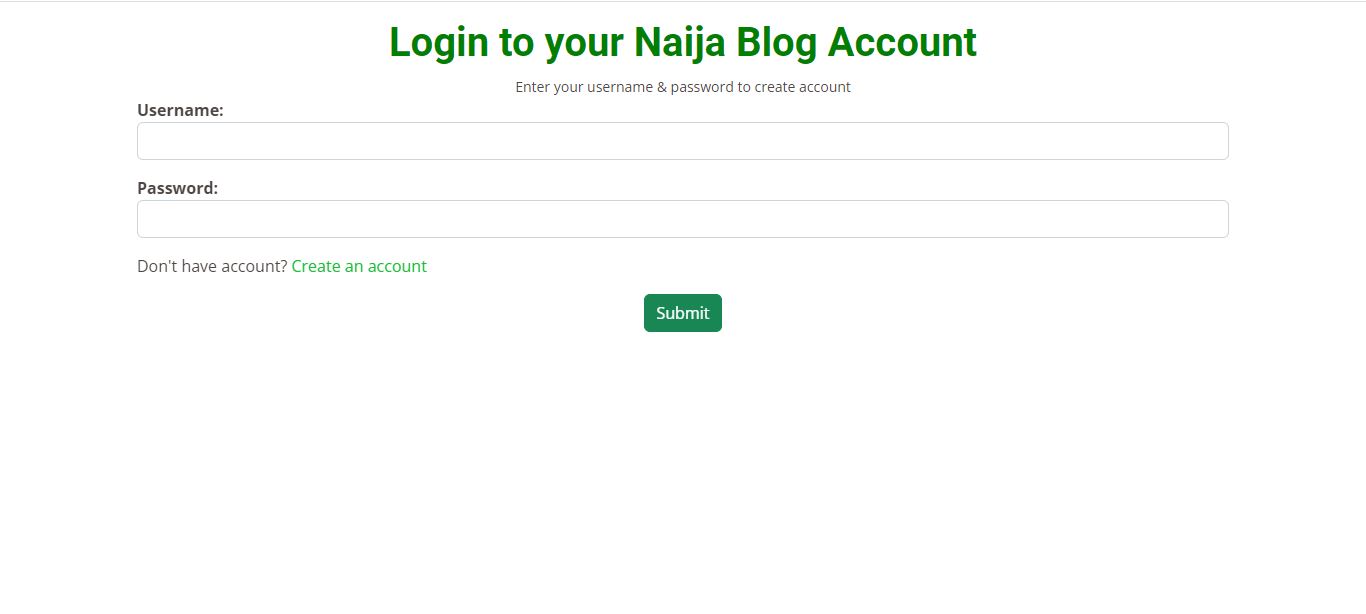 Login to your Naija Blog Account
Enter your username & password to create account
Username:
Password:
Don't have account? Create an account
Submit